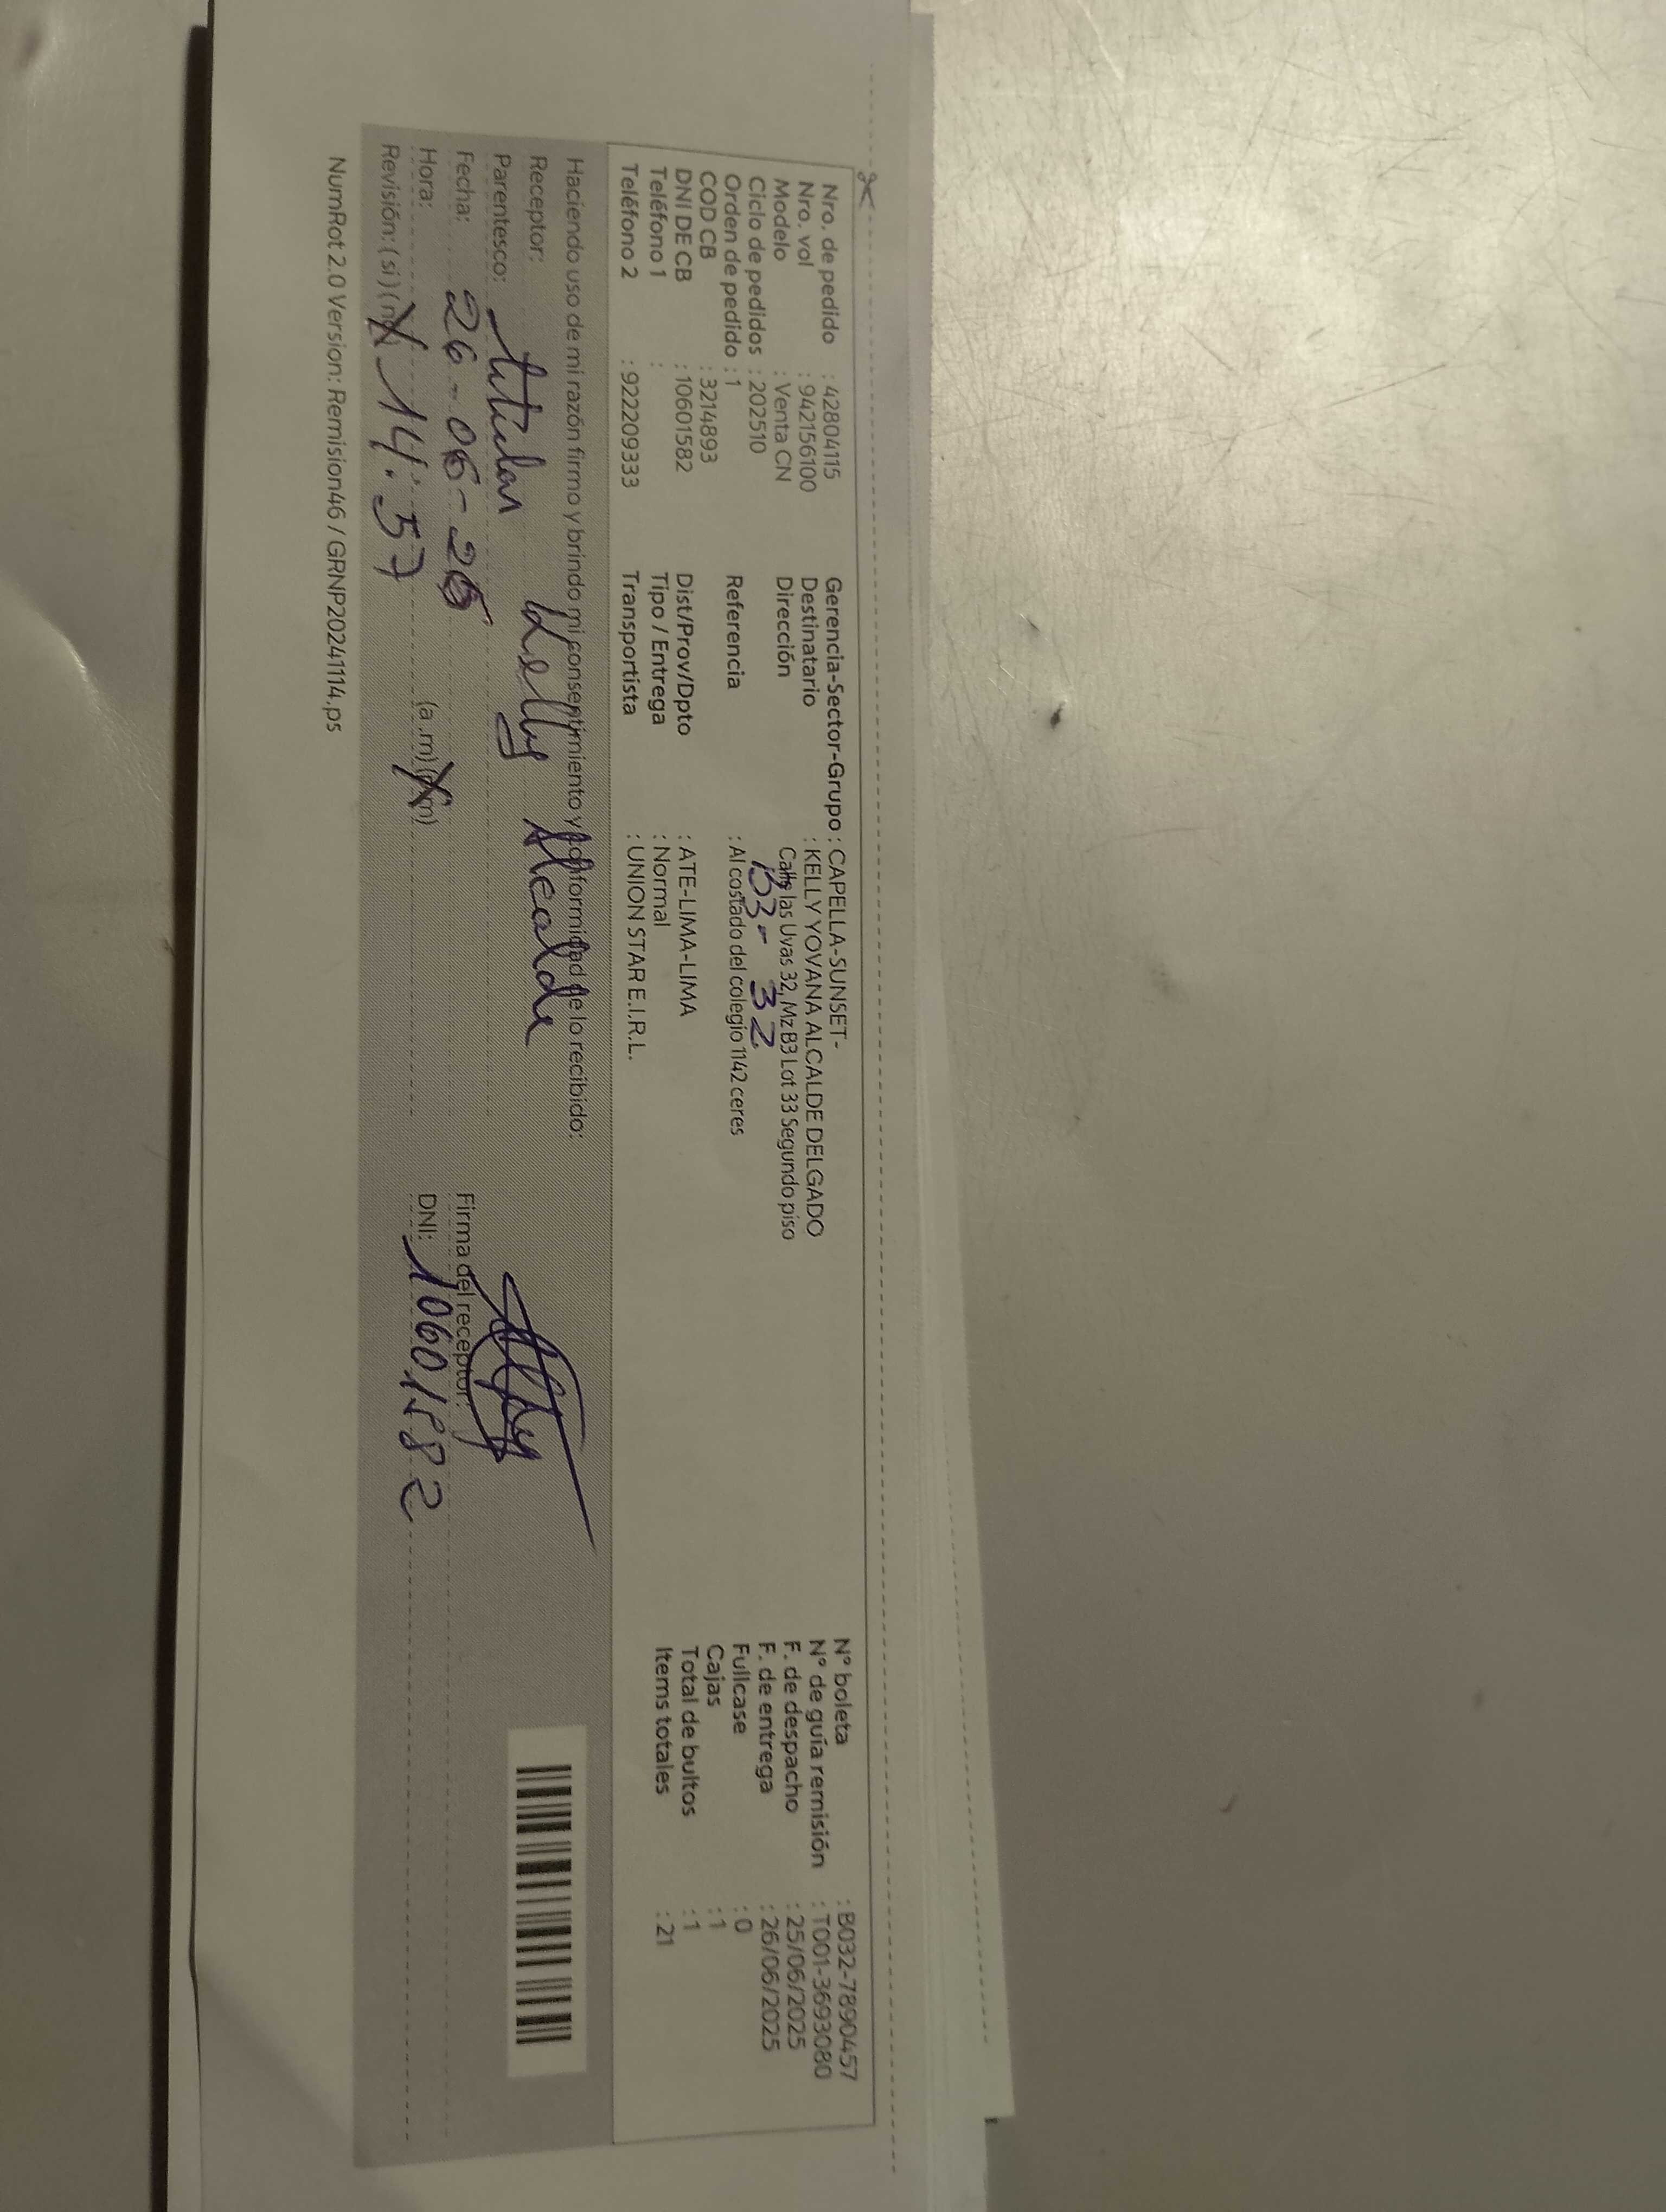 Nro. de pedido : 42804115
Nro. vol : 942156100
Modelo : Venta CN
Ciclo de pedidos : 202510
Orden de pedido : 1
COD CB : 3214893
DNI DE CB : 10601582
Teléfono 1 :
Teléfono 2 : 922209333
Gerencia-Sector-Grupo : CAPELLA-SUNSET-
Destinatario : KELLY YOVANA ALCALDE DELGADO
Dirección Calle las Uvas 32, Mz B3 Lot 33 Segundo piso
B3- 32
Referencia : Al costado del colegio 1142 ceres
Dist/Prov/Dpto : ATE-LIMA-LIMA
Tipo / Entrega : Normal
Transportista : UNION STAR E.I.R.L.
N° boleta : B032-7890457
N° de guía remisión : T001-3693080
F. de despacho : 25/06/2025
F. de entrega : 26/06/2025
Fullcase : 0
Cajas : 1
Total de bultos : 1
Items totales : 21
Haciendo uso de mi razón firmo y brindo mi consentimiento y conformidad de lo recibido:
Receptor: Kelly Alcalde
Parentesco: titular
Fecha: 26-06-25
Hora: 14:57 (a.m) (p.m)
Revisión: (si) (no)
Firma del receptor:
DNI: 10601582
NumRot 2.0 Version: Remision46 / GRNP20241114.ps